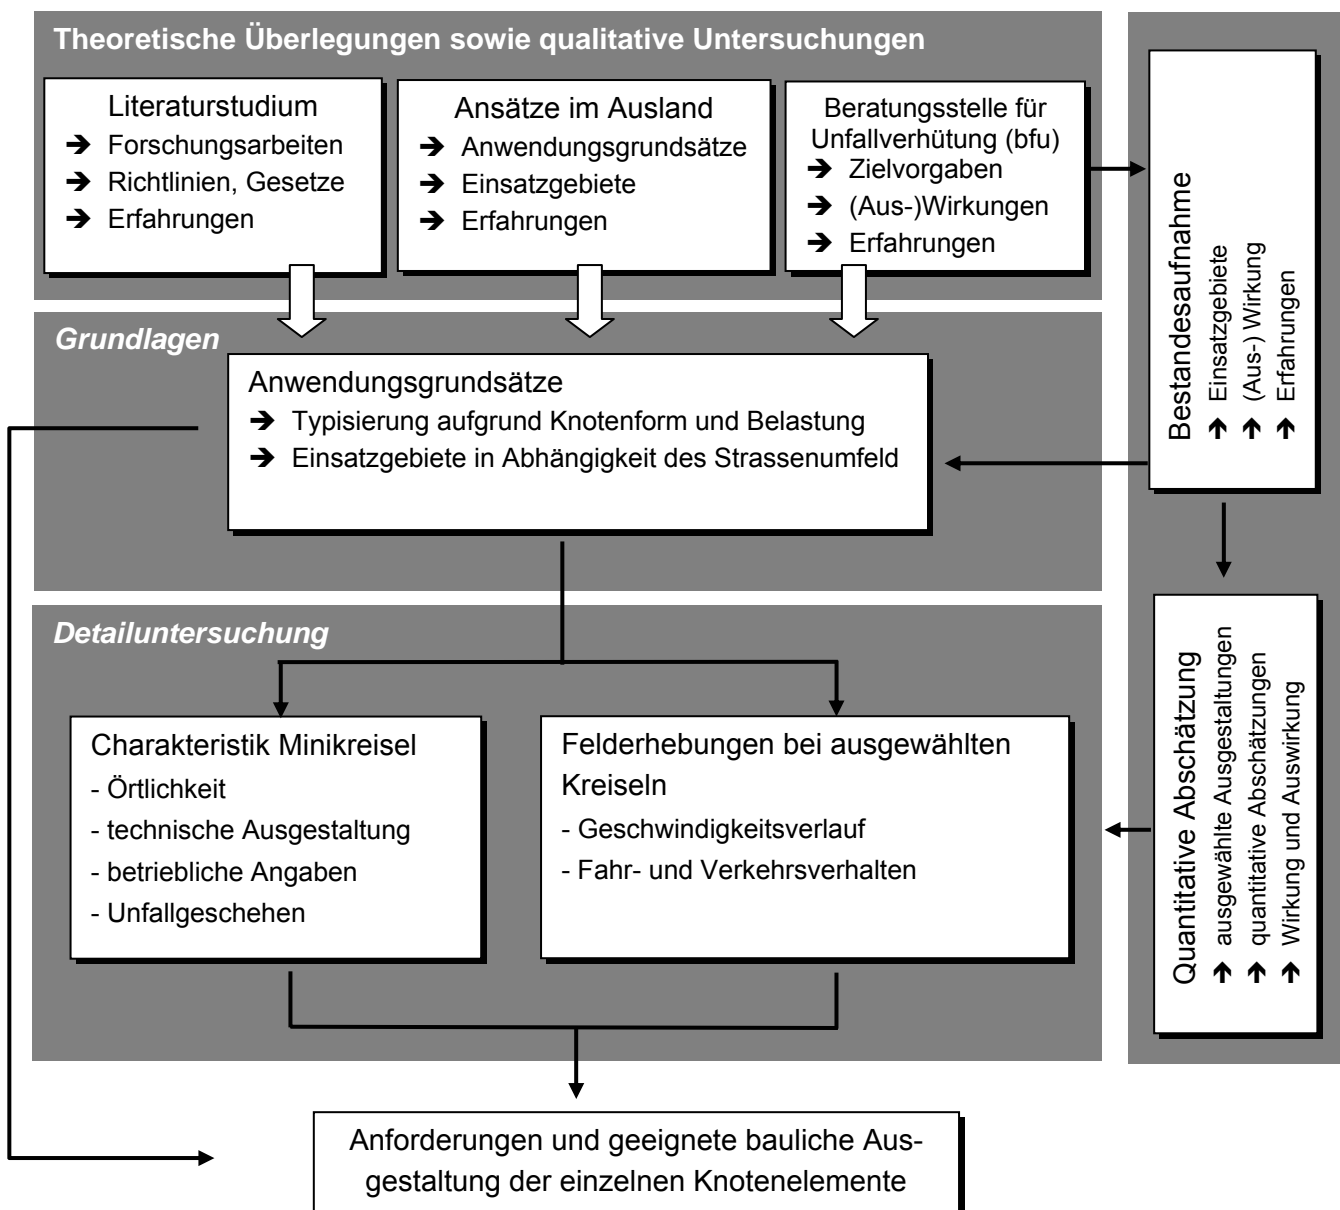 Theoretische Überlegungen sowie qualitative Untersuchungen
Literaturstudium
➔ Forschungsarbeiten
➔ Richtlinien, Gesetze
➔ Erfahrungen
Ansätze im Ausland
➔ Anwendungsgrundsätze
➔ Einsatzgebiete
➔ Erfahrungen
Beratungsstelle für
Unfallverhütung (bfu)
➔ Zielvorgaben
➔ (Aus-)Wirkungen
➔ Erfahrungen
Bestandesaufnahme
➔ Einsatzgebiete
➔ (Aus-) Wirkung
➔ Erfahrungen
Grundlagen
Anwendungsgrundsätze
➔ Typisierung aufgrund Knotenform und Belastung
➔ Einsatzgebiete in Abhängigkeit des Strassenumfeld
Quantitative Abschätzung
➔ ausgewählte Ausgestaltungen
➔ quantitative Abschätzungen
➔ Wirkung und Auswirkung
Detailuntersuchung
Charakteristik Minikreisel
- Örtlichkeit
- technische Ausgestaltung
- betriebliche Angaben
- Unfallgeschehen
Felderhebungen bei ausgewählten
Kreiseln
- Geschwindigkeitsverlauf
- Fahr- und Verkehrsverhalten
Anforderungen und geeignete bauliche Aus-
gestaltung der einzelnen Knotenelemente